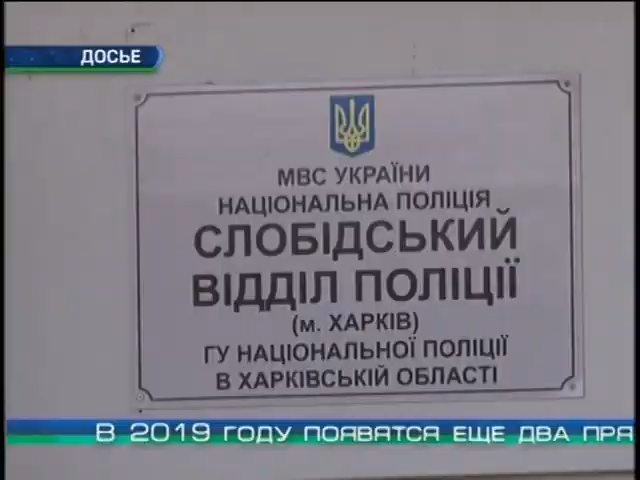 ДОСЬЕ
МВС УКРАЇНИ
НАЦІОНАЛЬНА ПОЛІЦІЯ
СЛОБІДСЬКИЙ
ВІДДІЛ ПОЛІЦІЇ
(м. ХАРКІВ)
ГУ НАЦІОНАЛЬНОЇ ПОЛІЦІЇ
В ХАРКІВСЬКІЙ ОБЛАСТІ
В 2019 ГОДУ ПОЯВЯТСЯ ЕЩЕ ДВА ПРЯ